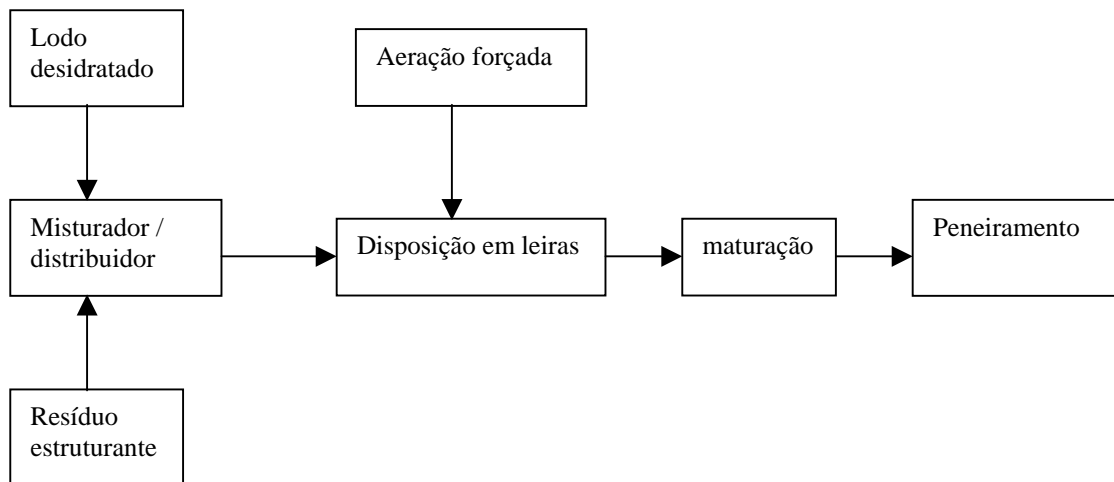 Lodo
desidratado
Aeração forçada
Misturador /
distribuidor
Disposição em leiras
maturação
Peneiramento
Resíduo
estruturante